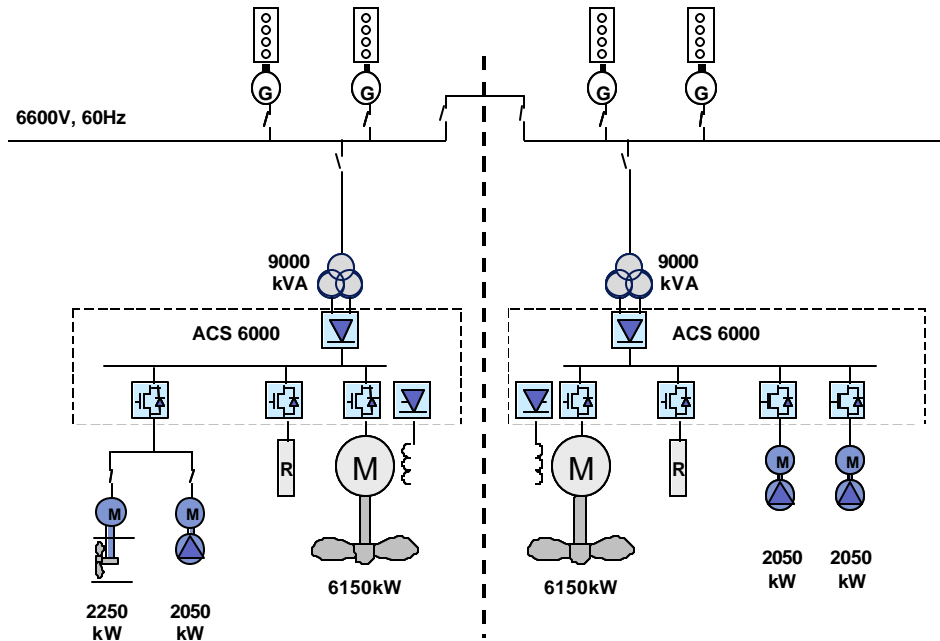 G
G
G
G
6600V, 60Hz
9000
kVA
9000
kVA
ACS 6000
ACS 6000
R
M
M
R
M
M
M
M
6150kW
6150kW
2050
kW
2050
kW
2250
kW
2050
kW